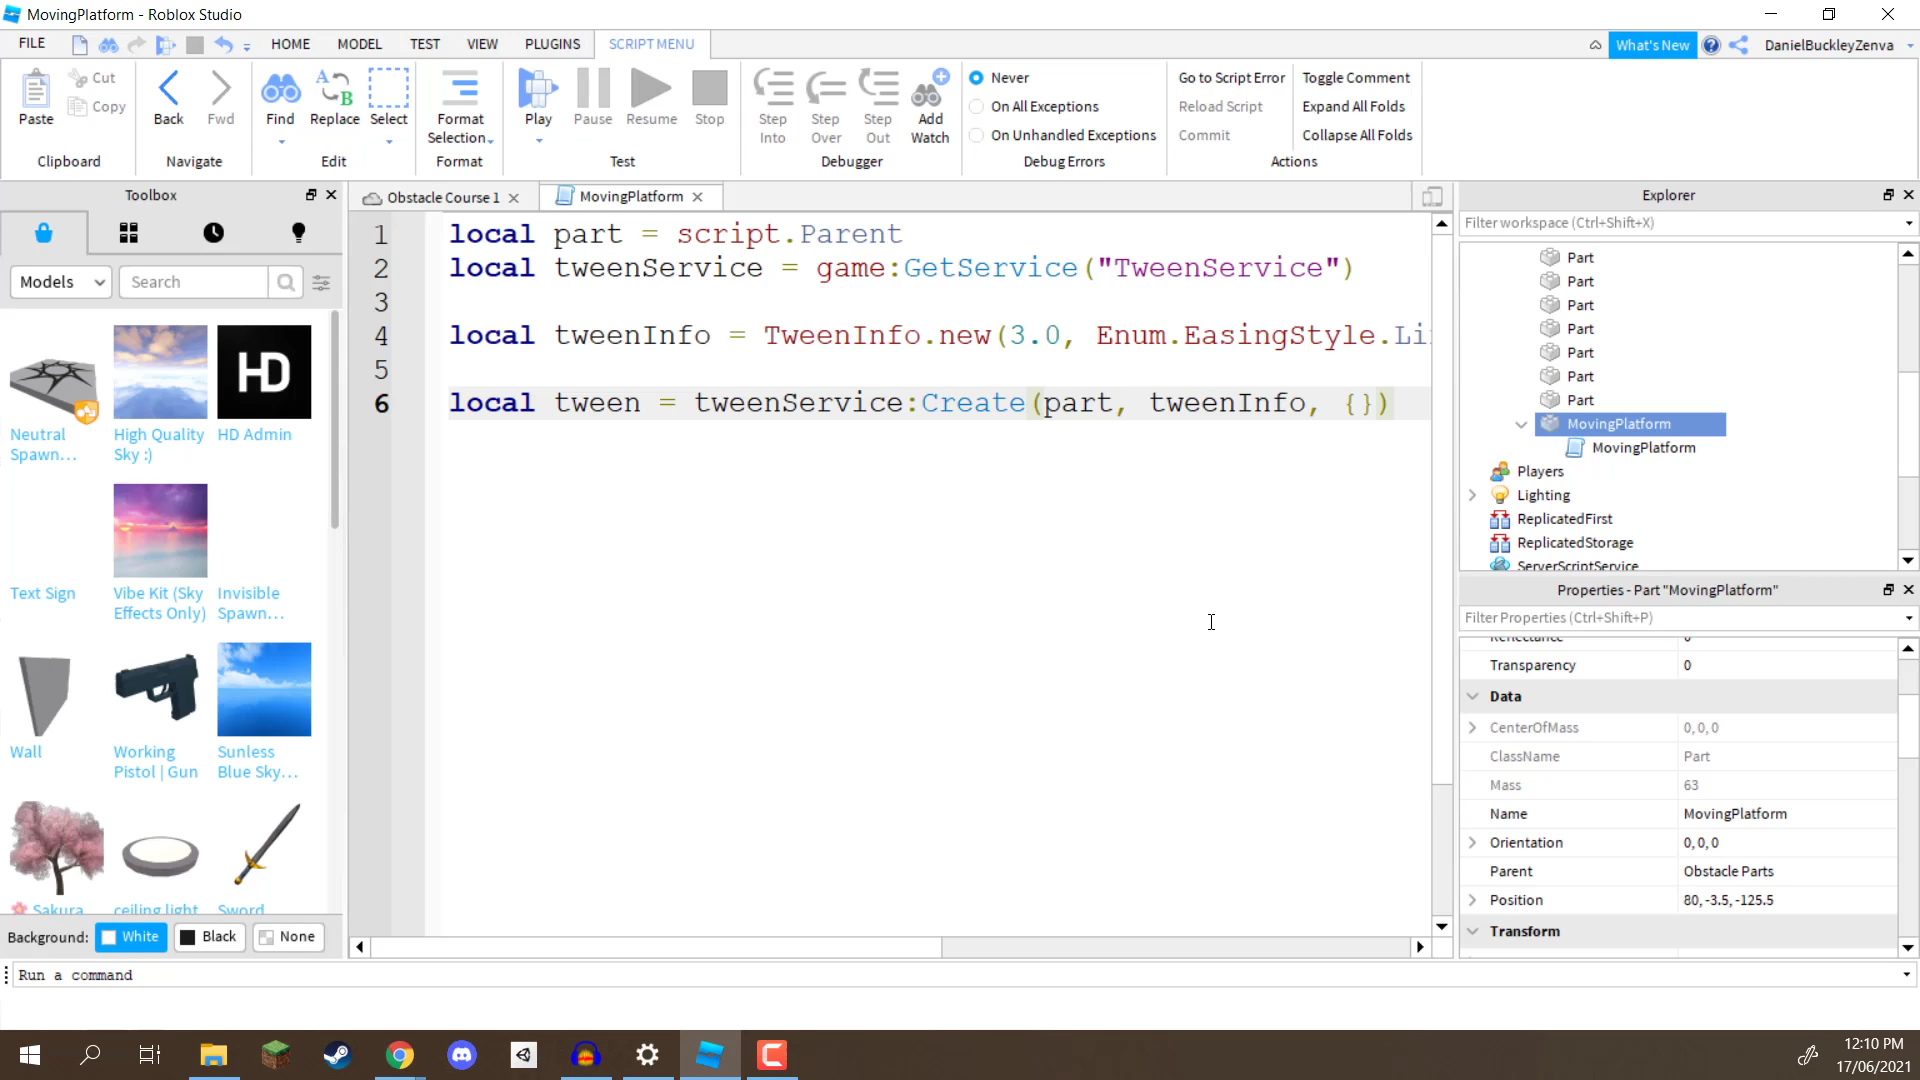 MovingPlatform - Roblox Studio
FILE HOME MODEL TEST VIEW PLUGINS SCRIPT MENU What's New DanielBuckleyZenva
Paste Cut Copy Back Fwd Find Replace Select Format Selection Play Pause Resume Stop Step Into Step Over Step Out Add Watch
Never
On All Exceptions
On Unhandled Exceptions
Go to Script Error
Reload Script
Commit
Toggle Comment
Expand All Folds
Collapse All Folds
Clipboard Navigate Edit Format Test Debugger Debug Errors Actions
Toolbox
Models Search
Neutral Spawn...
High Quality Sky :)
HD
HD Admin
Text Sign
Vibe Kit (Sky Effects Only)
Invisible Spawn...
Wall
Working Pistol | Gun
Sunless Blue Sky...
Sakura
ceiling light
Sword
Background: White Black None
Obstacle Course 1 MovingPlatform
1 local part = script.Parent
2 local tweenService = game:GetService("TweenService")
3
4 local tweenInfo = TweenInfo.new(3.0, Enum.EasingStyle.Li
5
6 local tween = tweenService:Create(part, tweenInfo, {})
Explorer
Filter workspace (Ctrl+Shift+X)
Part
Part
Part
Part
Part
Part
Part
MovingPlatform
MovingPlatform
Players
Lighting
ReplicatedFirst
ReplicatedStorage
ServerScriptService
Properties - Part "MovingPlatform"
Filter Properties (Ctrl+Shift+P)
Reflectance 0
Transparency 0
Data
CenterOfMass 0, 0, 0
ClassName Part
Mass 63
Name MovingPlatform
Orientation 0, 0, 0
Parent Obstacle Parts
Position 80, -3.5, -125.5
Transform
Run a command
12:10 PM
17/06/2021